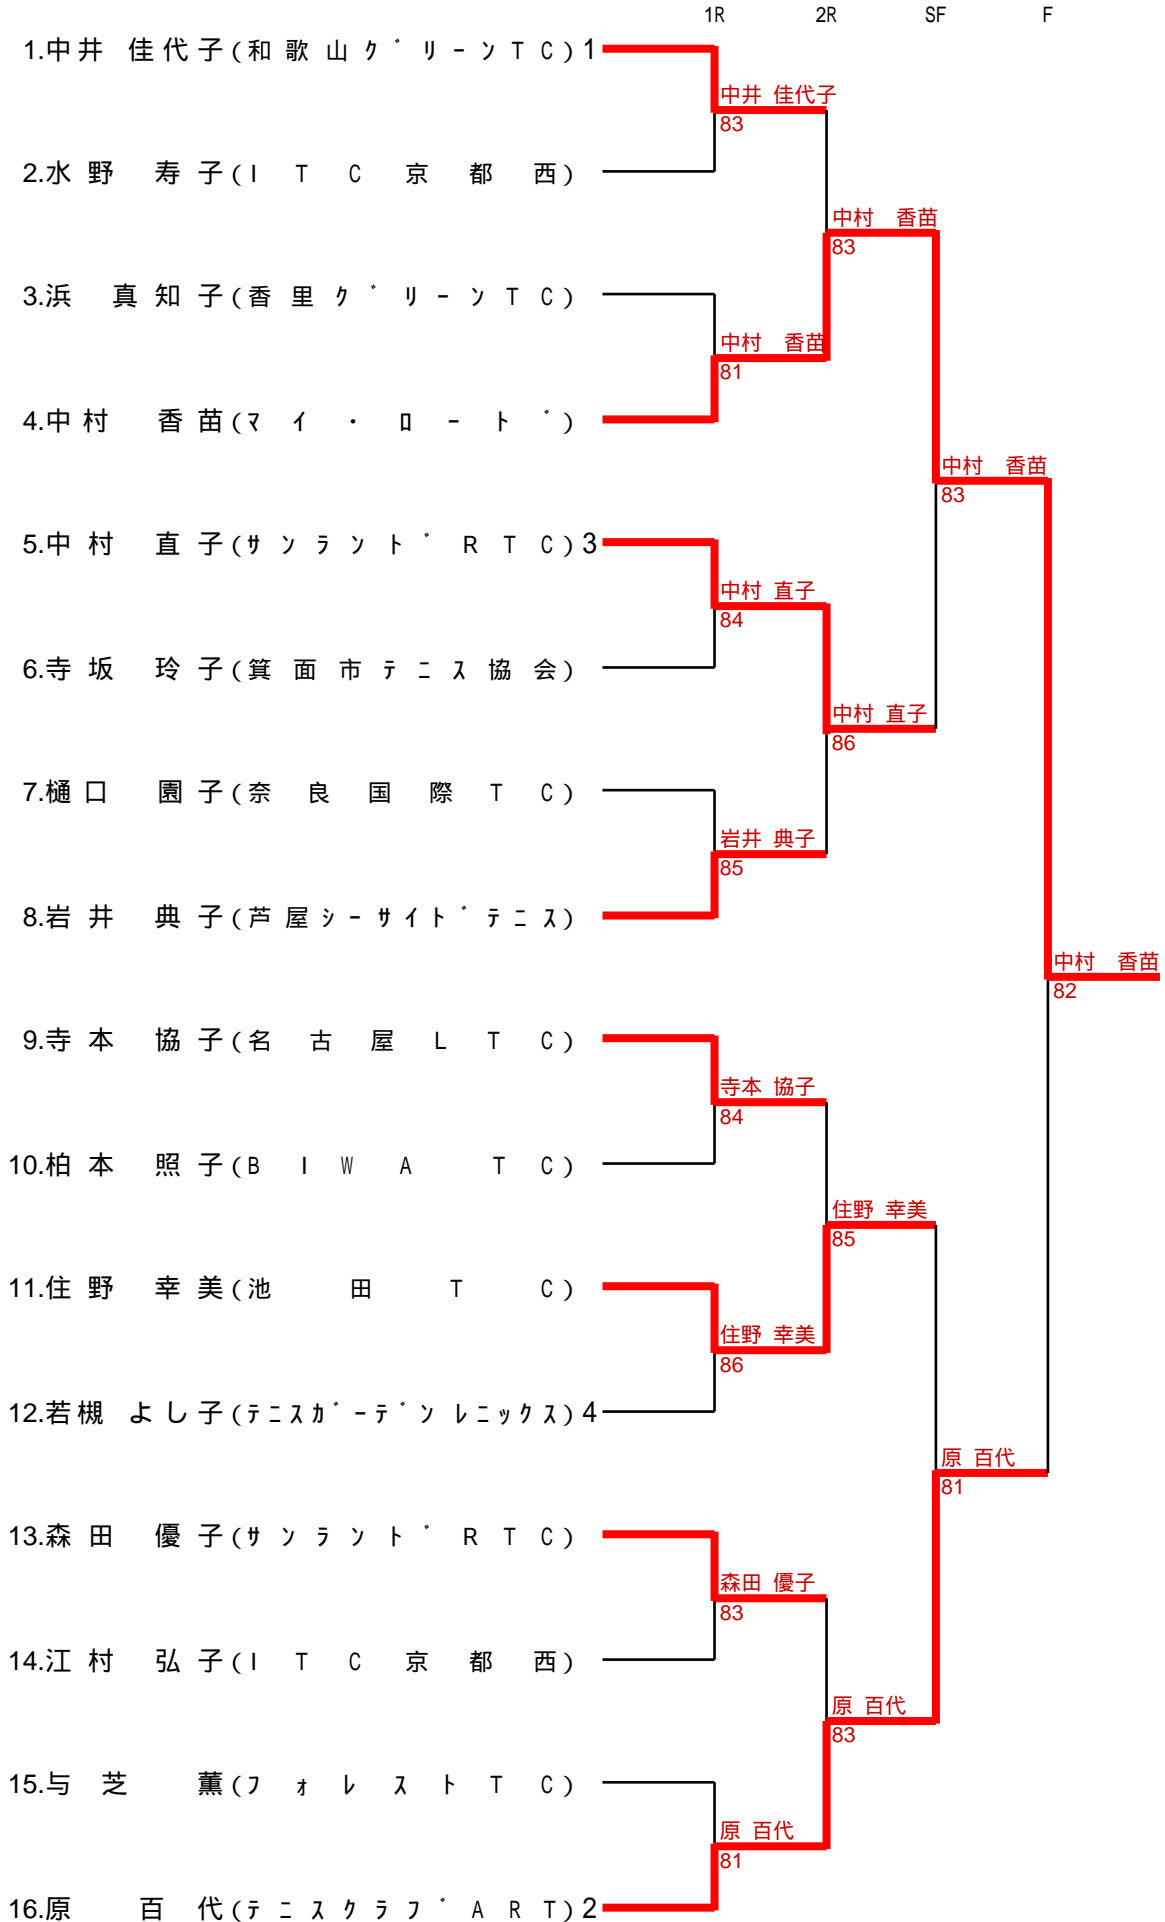 1R 2R SF F
1.中井 佳代子(和歌山グリーンTC)1
中井 佳代子
83
2.水野 寿子(ITC京都西)
中村 香苗
83
3.浜 真知子(香里グリーンTC)
中村 香苗
81
4.中村 香苗(マイ・ロード)
中村 香苗
83
5.中村 直子(サンランドRTC)3
中村 直子
84
6.寺坂 玲子(箕面市テニス協会)
中村 直子
86
7.樋口 園子(奈良国際TC)
岩井 典子
85
8.岩井 典子(芦屋シーサイドテニス)
中村 香苗
82
9.寺本 協子(名古屋LTC)
寺本 協子
84
10.柏本 照子(BIWA TC)
住野 幸美
85
11.住野 幸美(池田TC)
住野 幸美
86
12.若槻 よし子(テニスガーデン レニックス)4
原 百代
81
13.森田 優子(サンランドRTC)
森田 優子
83
14.江村 弘子(ITC京都西)
原 百代
83
15.与芝 薫(フォレストTC)
原 百代
81
16.原 百代(テニスクラブART)2